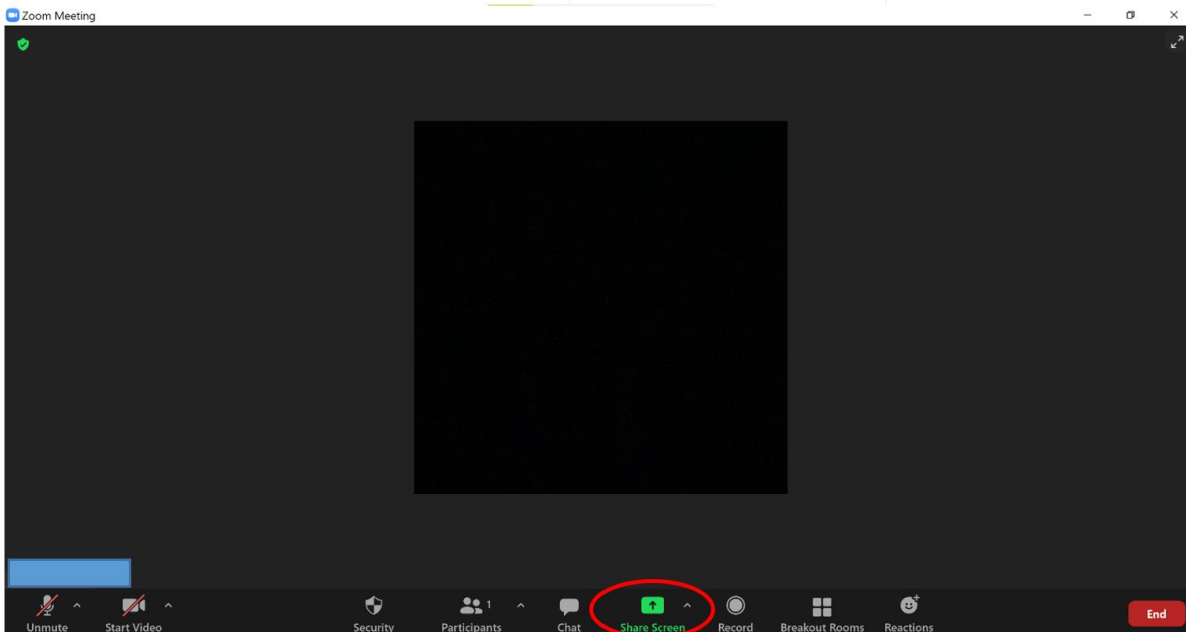 Zoom Meeting
1
Unmute
Start Video
Security
Participants
Chat
Share Screen
Record
Breakout Rooms
Reactions
End